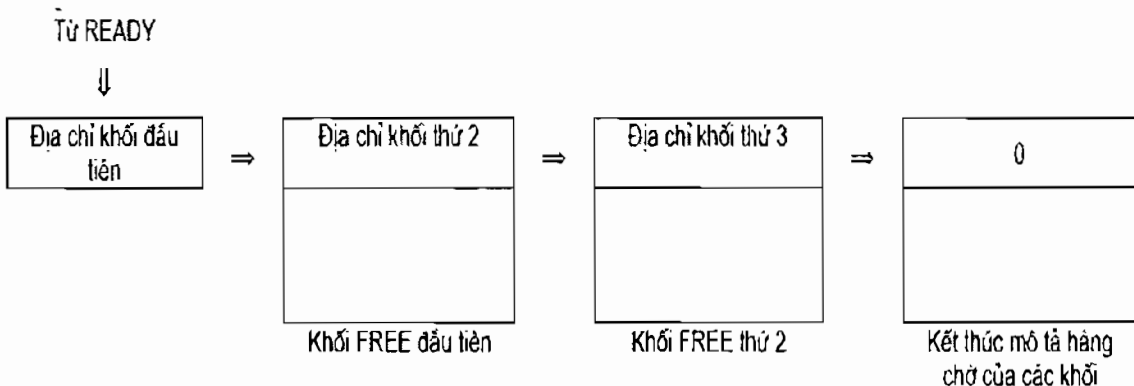 Từ READY
⇓
Địa chỉ khối đầu
tiên
⇒
Địa chỉ khối thứ 2
⇒
Địa chỉ khối thứ 3
⇒
0
Khối FREE đầu tiên
Khối FREE thứ 2
Kết thúc mô tả hàng
chờ của các khối